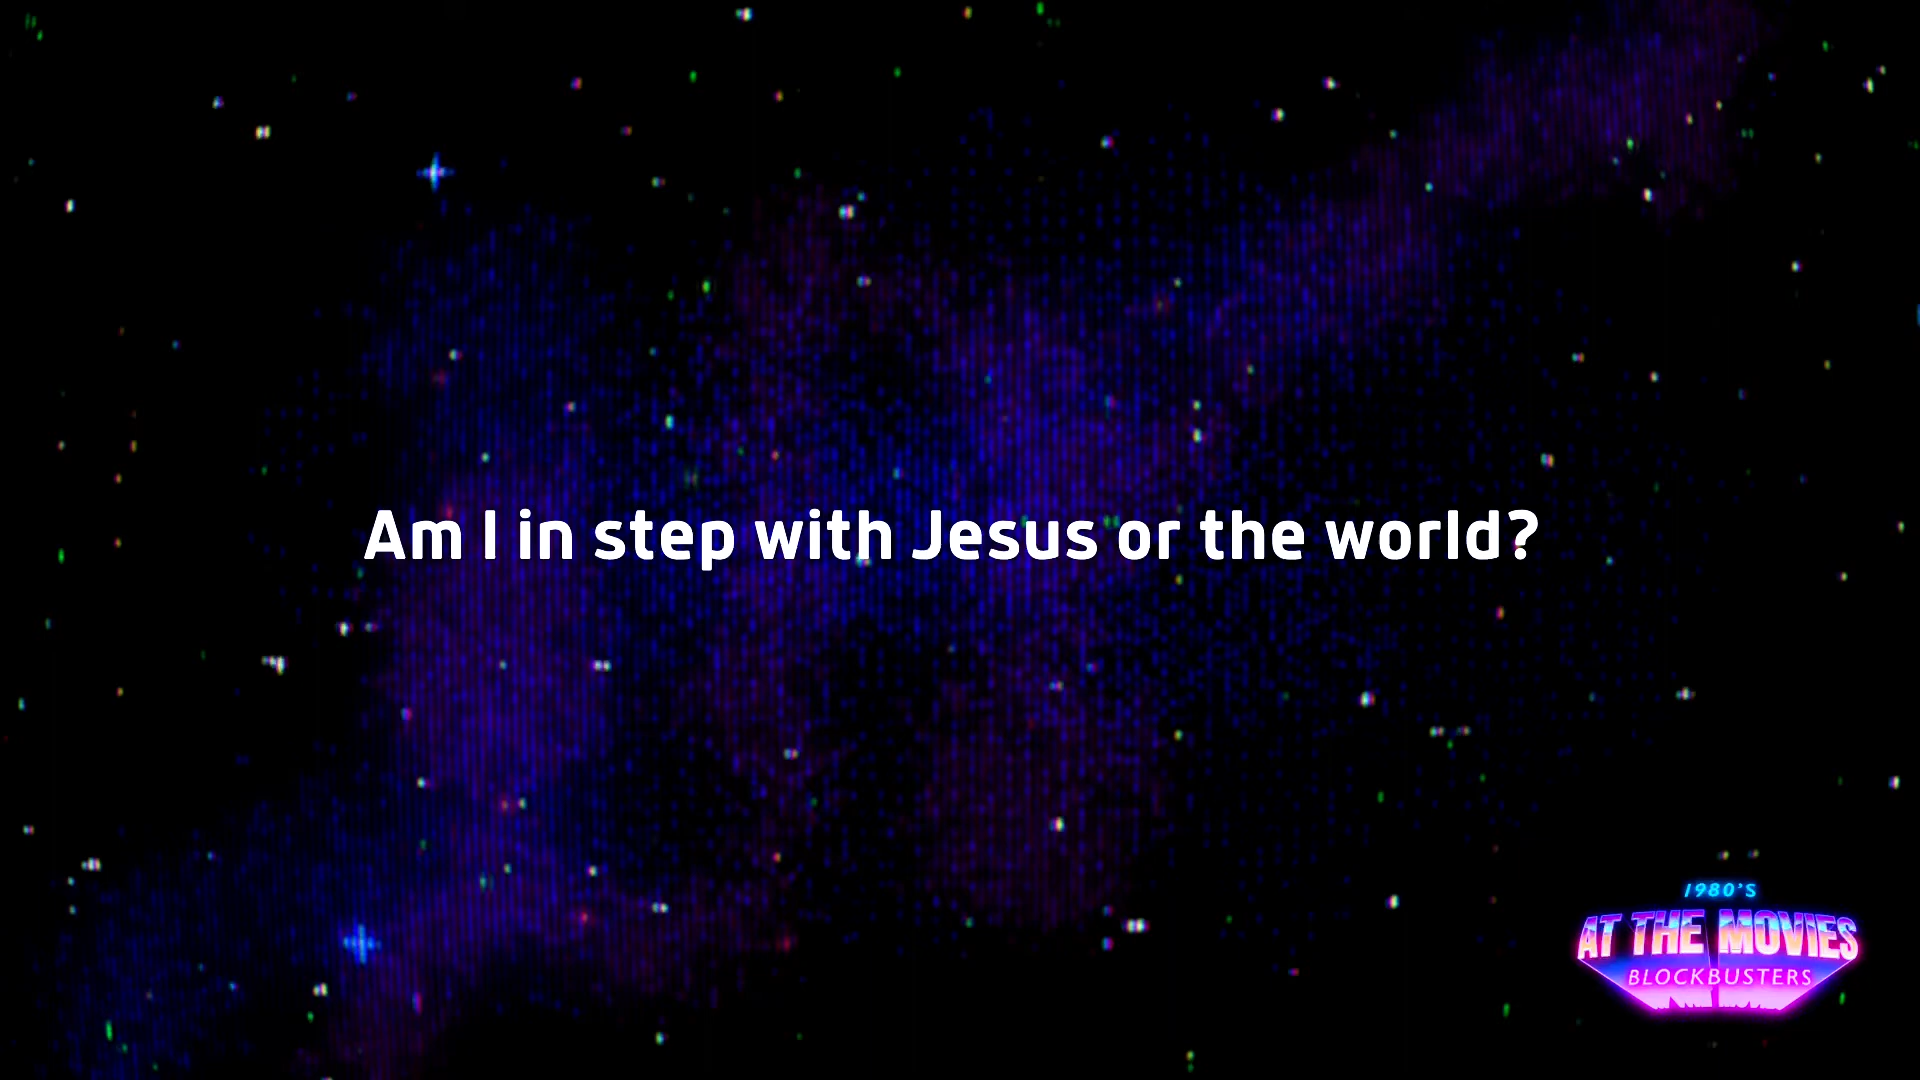 Am I in step with Jesus or the world?
1980's
AT THE MOVIES
BLOCKBUSTERS